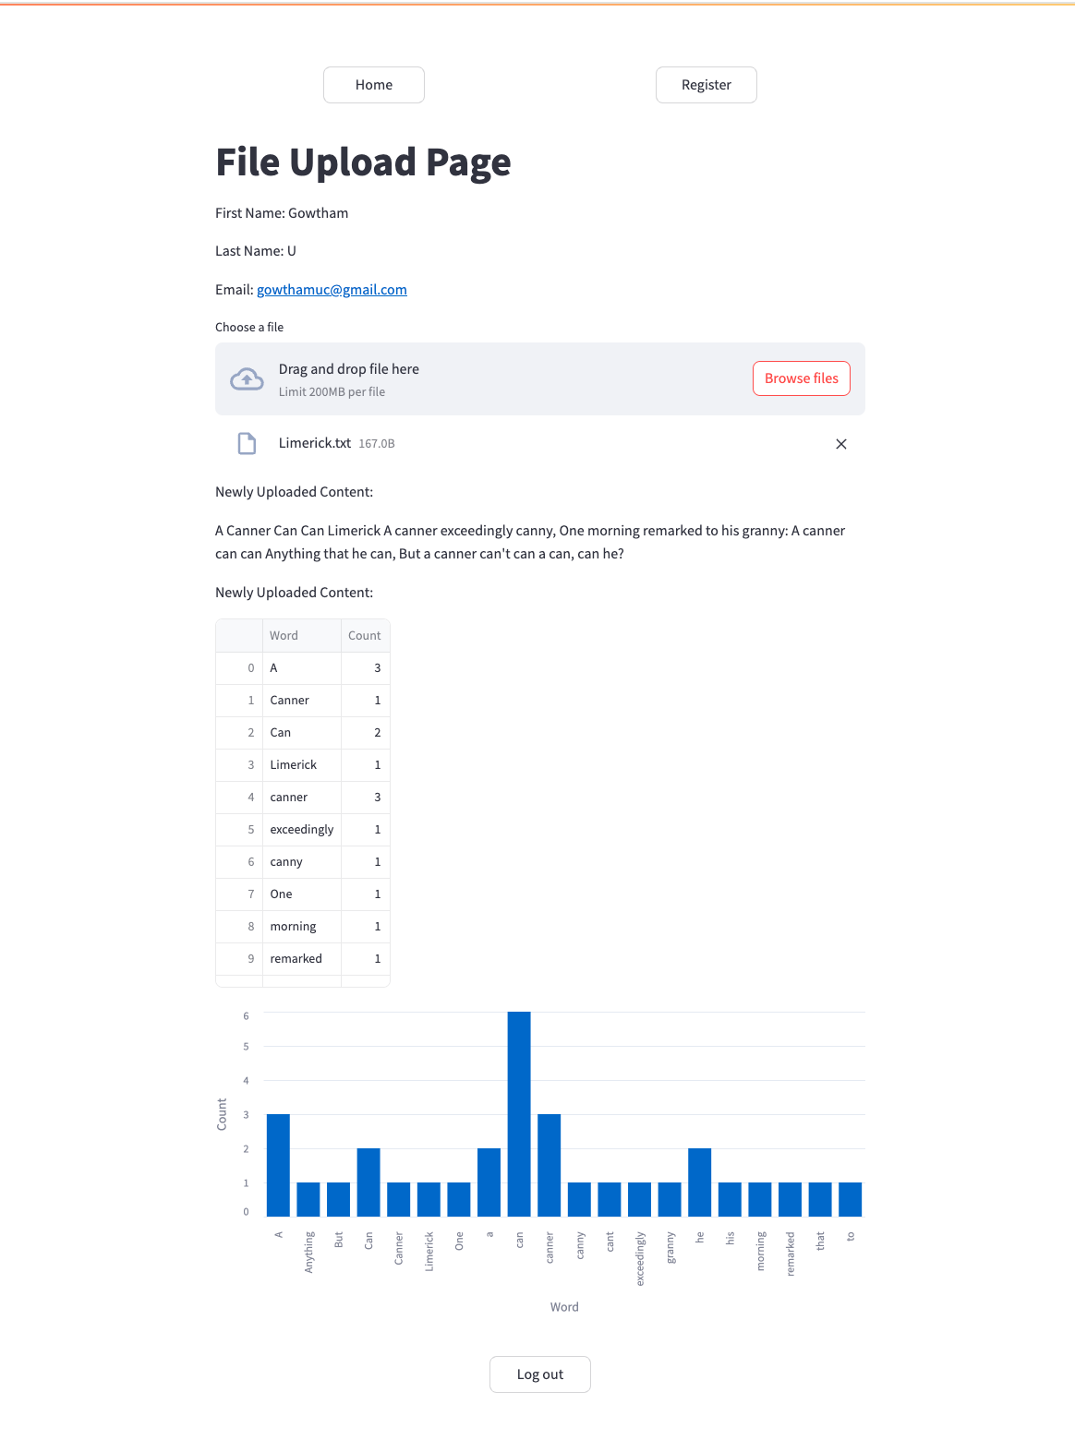 Home Register
File Upload Page
First Name: Gowtham
Last Name: U
Email: gowthamuc@gmail.com
Choose a file
Drag and drop file here
Limit 200MB per file
Browse files
Limerick.txt 167.0B
Newly Uploaded Content:
A Canner Can Can Limerick A canner exceedingly canny, One morning remarked to his granny: A canner
can can Anything that he can, But a canner can't can a can, can he?
Newly Uploaded Content:
Word Count
0 A 3
1 Canner 1
2 Can 2
3 Limerick 1
4 canner 3
5 exceedingly 1
6 canny 1
7 One 1
8 morning 1
9 remarked 1
6
5
4
3
2
1
0
Count
A Anything But Can Canner Limerick One a can canner canny cant exceedingly granny he his morning remarked that to
Word
Log out